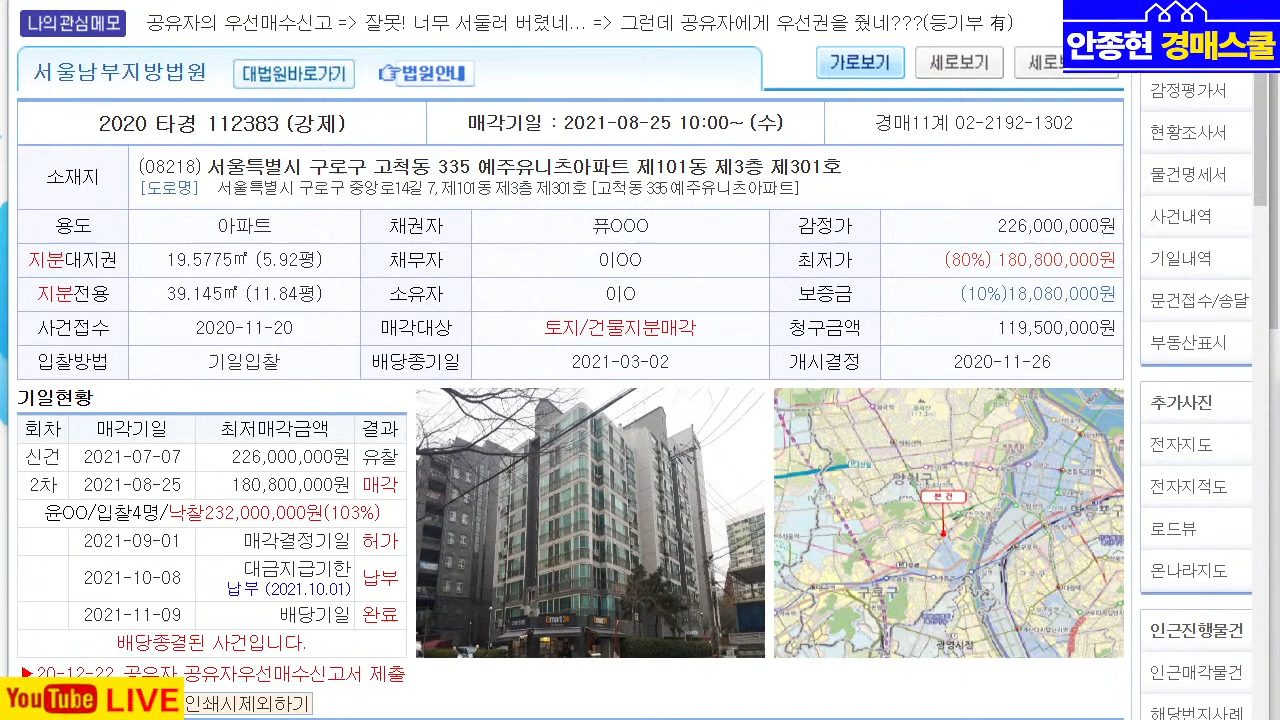 나의관심메모 공유자의 우선매수신고 => 잘못! 너무 서둘러 버렸네... => 그런데 공유자에게 우선권을 줬네???(등기부 有)
안종현 경매스쿨
서울남부지방법원 대법원바로가기 법원안내 가로보기 세로보기
2020 타경 112383 (강제) 매각기일 : 2021-08-25 10:00~ (수) 경매11계 02-2192-1302
소재지 (08218) 서울특별시 구로구 고척동 335 예주유니츠아파트 제101동 제3층 제301호
[도로명] 서울특별시 구로구 중앙로14길 7, 제101동 제3층 제301호 [고척동 335 예주유니츠아파트]
용도 아파트 채권자 퓨OOO 감정가 226,000,000원
지분대지권 19.5775㎡ (5.92평) 채무자 이OO 최저가 (80%) 180,800,000원
지분전용 39.145㎡ (11.84평) 소유자 이O 보증금 (10%)18,080,000원
사건접수 2020-11-20 매각대상 토지/건물지분매각 청구금액 119,500,000원
입찰방법 기일입찰 배당종기일 2021-03-02 개시결정 2020-11-26
기일현황
회차 매각기일 최저매각금액 결과
신건 2021-07-07 226,000,000원 유찰
2차 2021-08-25 180,800,000원 매각
윤OO/입찰4명/낙찰232,100,000원(103%)
2021-09-01 매각결정기일 허가
2021-10-08 대금지급기한 납부 (2021.10.01) 납부
2021-11-09 배당기일 완료
배당종결된 사건입니다.
▶20-12-22 공유자 공유자우선매수신고서 제출
인쇄시제외하기
YouTube LIVE
emart24
본 건
구로구
광명시장
감정평가서
현황조사서
물건명세서
사건내역
기일내역
문건접수/송달
부동산표시
추가사진
전자지도
전자지적도
로드뷰
온나라지도
인근진행물건
인근매각물건
해당번지사례